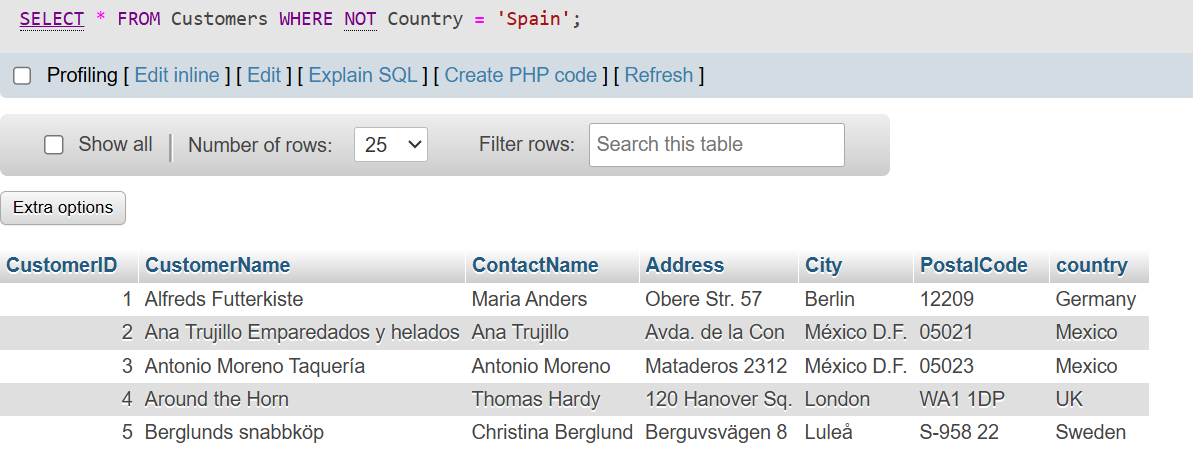 SELECT * FROM Customers WHERE NOT Country = 'Spain';
Profiling [ Edit inline ] [ Edit ] [ Explain SQL ] [ Create PHP code ] [ Refresh ]
Show all | Number of rows: 25 Filter rows: Search this table
Extra options
CustomerID CustomerName ContactName Address City PostalCode country
1 Alfreds Futterkiste Maria Anders Obere Str. 57 Berlin 12209 Germany
2 Ana Trujillo Emparedados y helados Ana Trujillo Avda. de la Con México D.F. 05021 Mexico
3 Antonio Moreno Taquería Antonio Moreno Mataderos 2312 México D.F. 05023 Mexico
4 Around the Horn Thomas Hardy 120 Hanover Sq. London WA1 1DP UK
5 Berglunds snabbköp Christina Berglund Berguvsvägen 8 Luleå S-958 22 Sweden